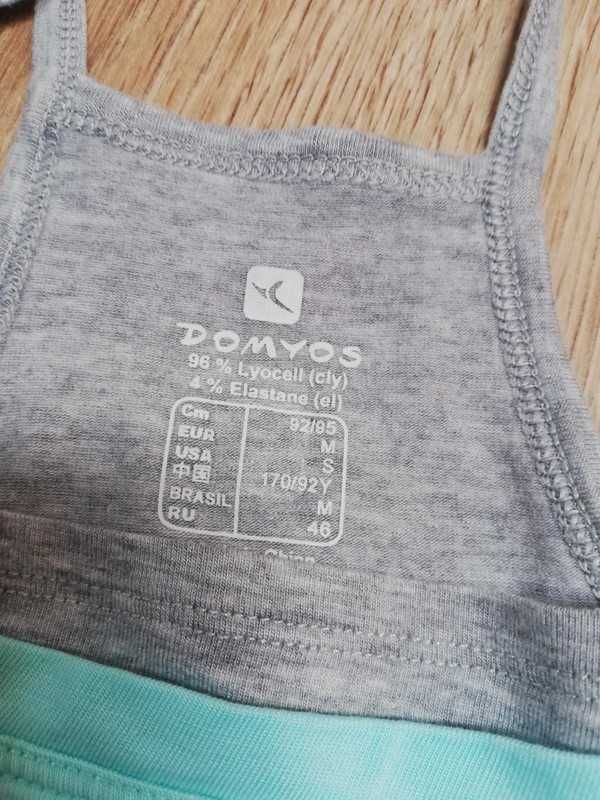 DOMYOS
96 % Lyocell (cly)
4 % Elastane (el)
Cm 92/95
EUR M
USA S
中国 170/92Y
BRASIL M
RU 46
China